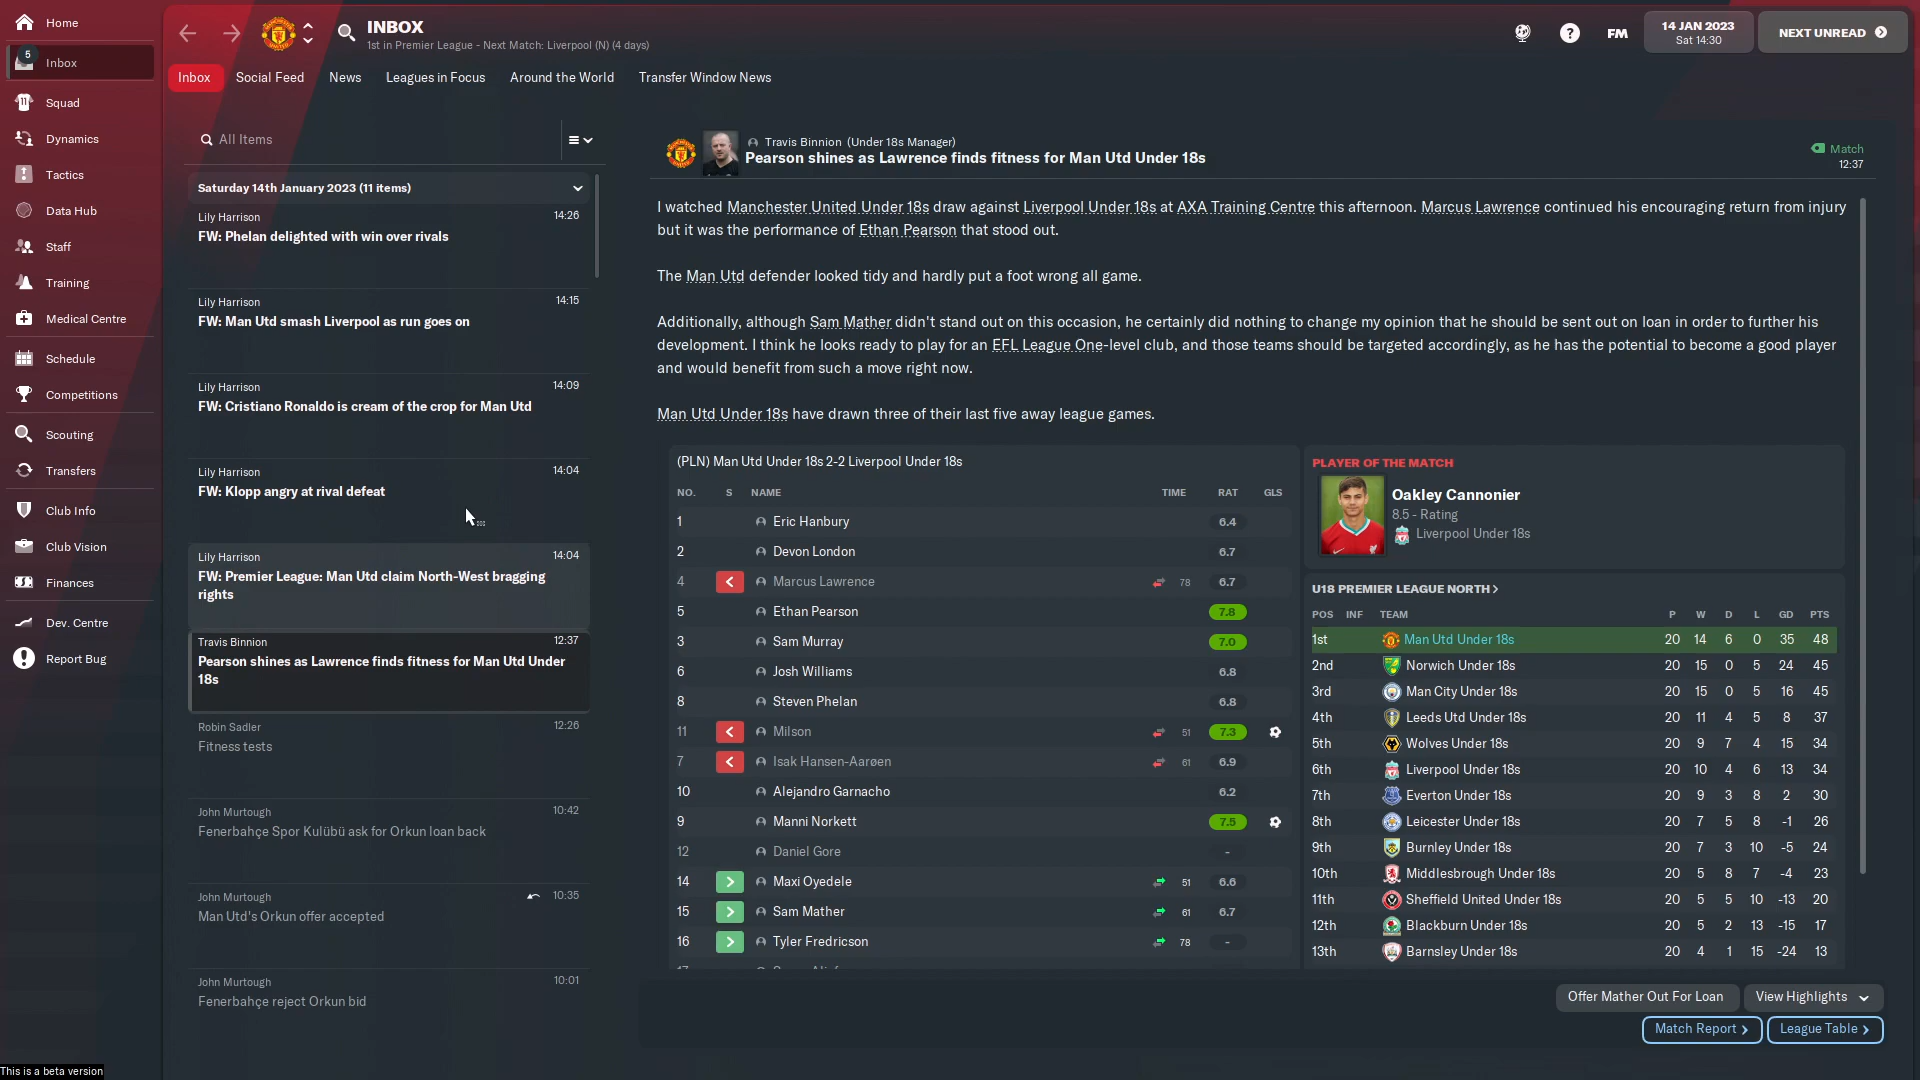 Home
INBOX
1st in Premier League - Next Match: Liverpool (N) (4 days)
FM
14 JAN 2023
Sat 14:30
NEXT UNREAD
5
Inbox
Squad
Dynamics
Tactics
Data Hub
Staff
Training
Medical Centre
Schedule
Competitions
Scouting
Transfers
Club Info
Club Vision
Finances
Dev. Centre
Report Bug
This is a beta version
Inbox Social Feed News Leagues in Focus Around the World Transfer Window News
All Items
Saturday 14th January 2023 (11 items)
Lily Harrison 14:26
FW: Phelan delighted with win over rivals
Lily Harrison 14:15
FW: Man Utd smash Liverpool as run goes on
Lily Harrison 14:09
FW: Cristiano Ronaldo is cream of the crop for Man Utd
Lily Harrison 14:04
FW: Klopp angry at rival defeat
Lily Harrison 14:04
FW: Premier League: Man Utd claim North-West bragging
rights
Travis Binnion 12:37
Pearson shines as Lawrence finds fitness for Man Utd Under
18s
Robin Sadler 12:26
Fitness tests
John Murtough 10:42
Fenerbahçe Spor Kulübü ask for Orkun loan back
John Murtough 10:35
Man Utd's Orkun offer accepted
John Murtough 10:01
Fenerbahçe reject Orkun bid
Travis Binnion (Under 18s Manager)
Pearson shines as Lawrence finds fitness for Man Utd Under 18s
Match
12:37
I watched Manchester United Under 18s draw against Liverpool Under 18s at AXA Training Centre this afternoon. Marcus Lawrence continued his encouraging return from injury
but it was the performance of Ethan Pearson that stood out.
The Man Utd defender looked tidy and hardly put a foot wrong all game.
Additionally, although Sam Mather didn't stand out on this occasion, he certainly did nothing to change my opinion that he should be sent out on loan in order to further his
development. I think he looks ready to play for an EFL League One-level club, and those teams should be targeted accordingly, as he has the potential to become a good player
and would benefit from such a move right now.
Man Utd Under 18s have drawn three of their last five away league games.
(PLN) Man Utd Under 18s 2-2 Liverpool Under 18s
NO. S NAME TIME RAT GLS
1 Eric Hanbury 6.4
2 Devon London 6.7
4 Marcus Lawrence 78 6.7
5 Ethan Pearson 7.8
3 Sam Murray 7.0
6 Josh Williams 6.8
8 Steven Phelan 6.8
11 Milson 51 7.3
7 Isak Hansen-Aarøen 61 6.9
10 Alejandro Garnacho 6.2
9 Manni Norkett 7.5
12 Daniel Gore -
14 Maxi Oyedele 51 6.6
15 Sam Mather 61 6.7
16 Tyler Fredricson 78 -
PLAYER OF THE MATCH
Oakley Cannonier
8.5 - Rating
Liverpool Under 18s
U18 PREMIER LEAGUE NORTH
POS INF TEAM P W D L GD PTS
1st Man Utd Under 18s 20 14 6 0 35 48
2nd Norwich Under 18s 20 15 0 5 24 45
3rd Man City Under 18s 20 15 0 5 16 45
4th Leeds Utd Under 18s 20 11 4 5 8 37
5th Wolves Under 18s 20 9 7 4 15 34
6th Liverpool Under 18s 20 10 4 6 13 34
7th Everton Under 18s 20 9 3 8 2 30
8th Leicester Under 18s 20 7 5 8 -1 26
9th Burnley Under 18s 20 7 3 10 -5 24
10th Middlesbrough Under 18s 20 5 8 7 -4 23
11th Sheffield United Under 18s 20 5 5 10 -13 20
12th Blackburn Under 18s 20 5 2 13 -15 17
13th Barnsley Under 18s 20 4 1 15 -24 13
Offer Mather Out For Loan
View Highlights
Match Report
League Table